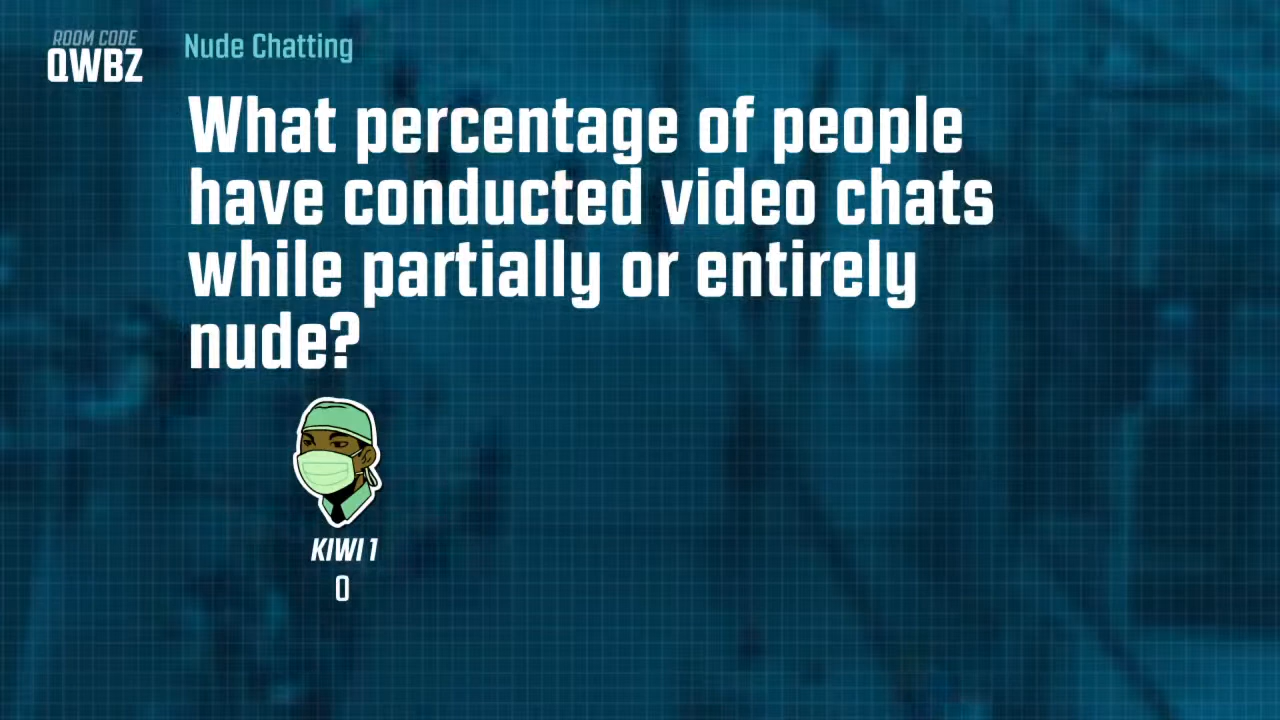 ROOM CODE
QWBZ
Nude Chatting
What percentage of people
have conducted video chats
while partially or entirely
nude?
KIWI 1
0